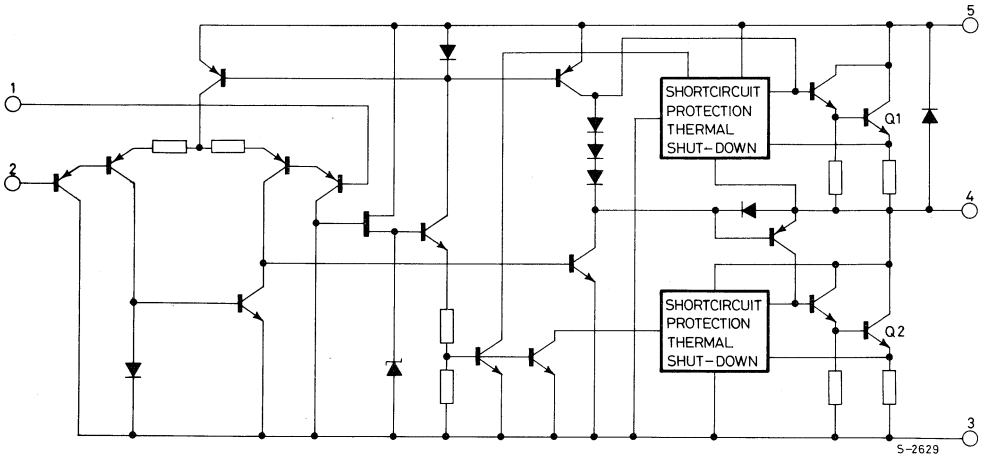 5
1
SHORTCIRCUIT
PROTECTION
THERMAL
SHUT-DOWN
Q1
2
4
SHORTCIRCUIT
PROTECTION
THERMAL
SHUT-DOWN
Q2
3
S-2629